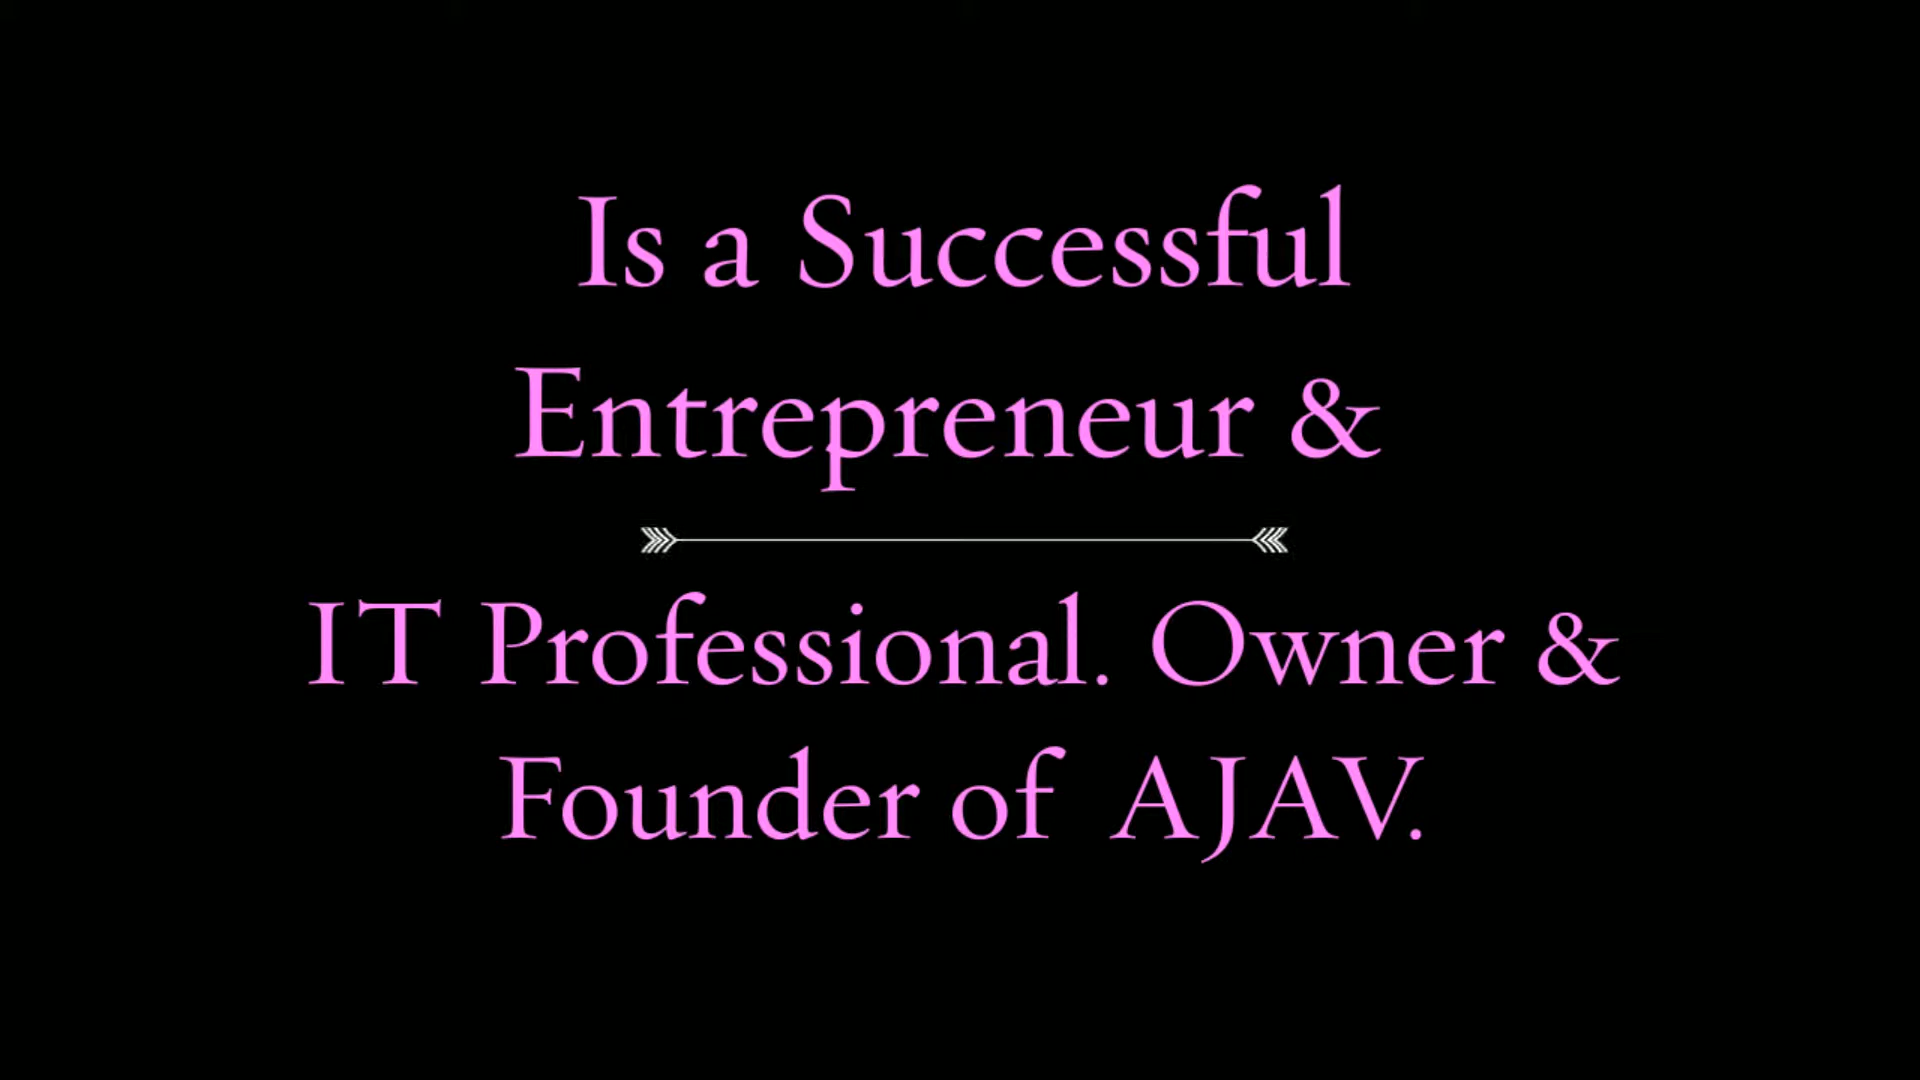 Is a Successful
Entrepreneur &
IT Professional. Owner &
Founder of AJAV.